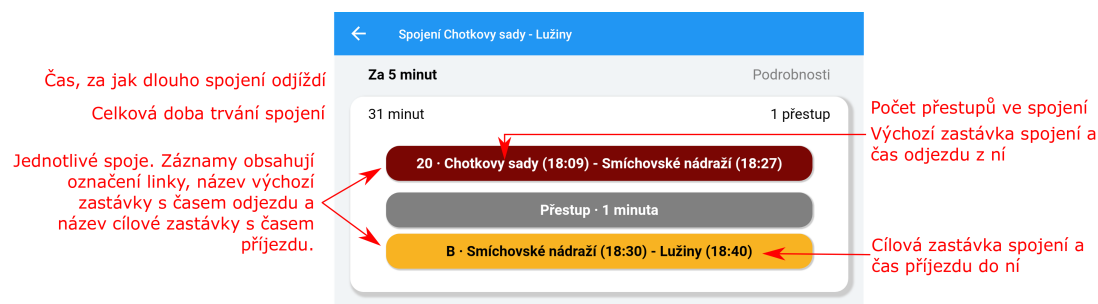 Spojení Chotkovy sady - Lužiny
Čas, za jak dlouho spojení odjíždí
Za 5 minut
Podrobnosti
Celková doba trvání spojení
31 minut
1 přestup
Počet přestupů ve spojení
Výchozí zastávka spojení a
čas odjezdu z ní
Jednotlivé spoje. Záznamy obsahují
označení linky, název výchozí
zastávky s časem odjezdu a
název cílové zastávky s časem
příjezdu.
20 · Chotkovy sady (18:09) - Smíchovské nádraží (18:27)
Přestup · 1 minuta
B · Smíchovské nádraží (18:30) - Lužiny (18:40)
Cílová zastávka spojení a
čas příjezdu do ní